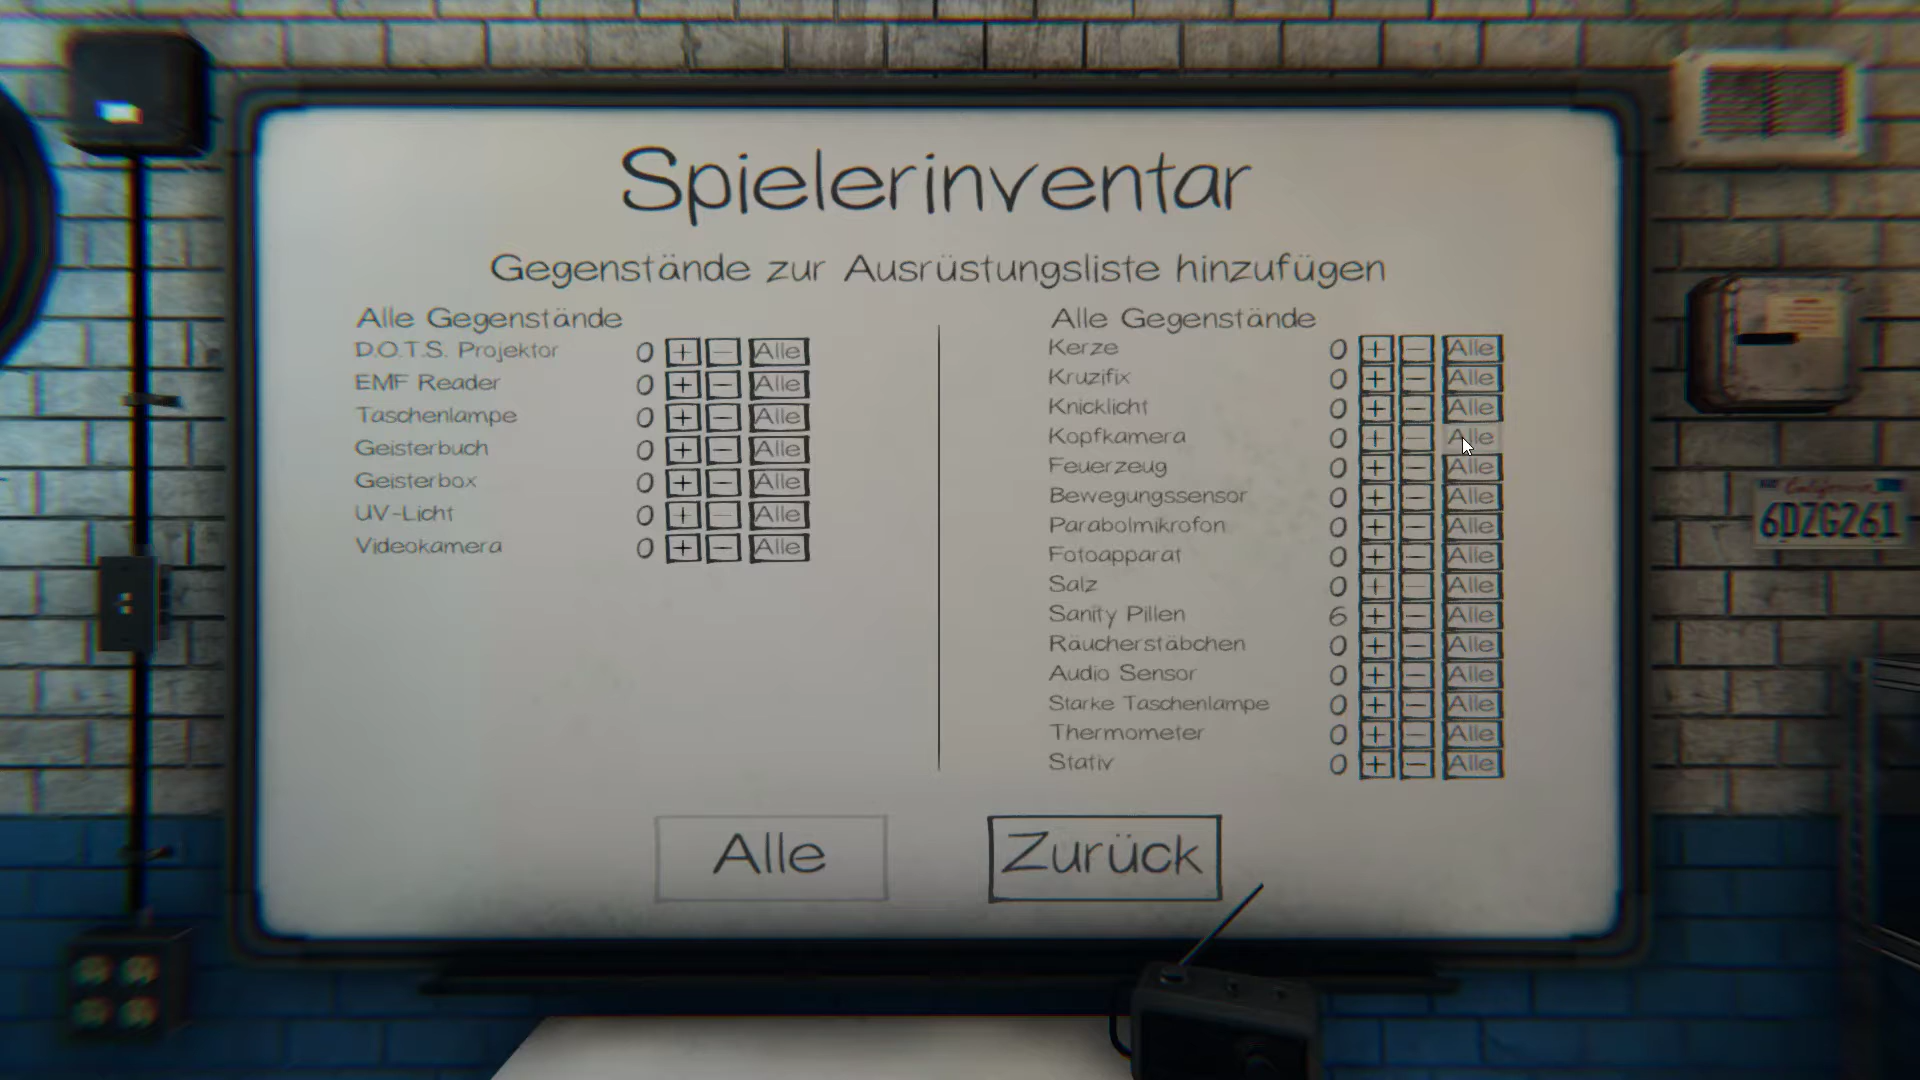 Spielerinventar
Gegenstände zur Ausrüstungsliste hinzufügen
Alle Gegenstände
D.O.T.S. Projektor 0 + - Alle
EMF Reader 0 + - Alle
Taschenlampe 0 + - Alle
Geisterbuch 0 + - Alle
Geisterbox 0 + - Alle
UV-Licht 0 + - Alle
Videokamera 0 + - Alle
Alle Gegenstände
Kerze 0 + - Alle
Kruzifix 0 + - Alle
Knicklicht 0 + - Alle
Kopfkamera 0 + - Alle
Feuerzeug 0 + - Alle
Bewegungssensor 0 + - Alle
Parabolmikrofon 0 + - Alle
Fotoapparat 0 + - Alle
Salz 0 + - Alle
Sanity Pillen 6 + - Alle
Räucherstäbchen 0 + - Alle
Audio Sensor 0 + - Alle
Starke Taschenlampe 0 + - Alle
Thermometer 0 + - Alle
Stativ 0 + - Alle
Alle
Zurück
California
6DZG261